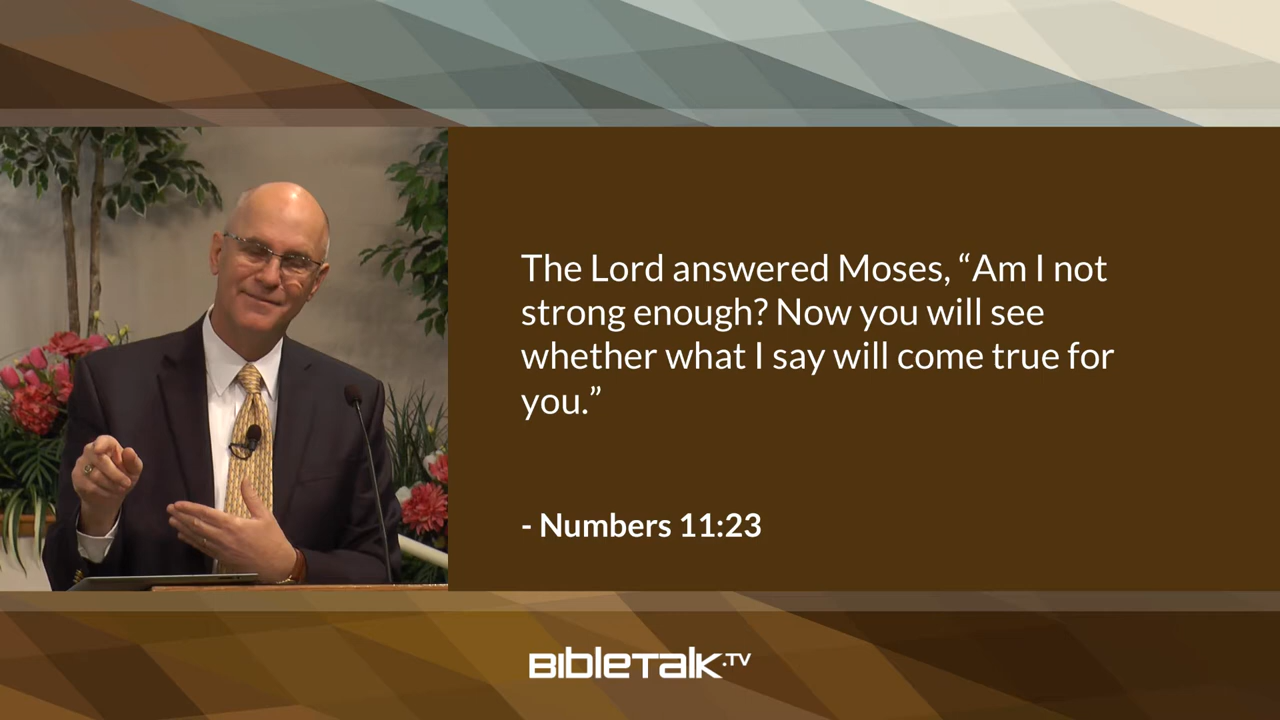 The Lord answered Moses, “Am I not
strong enough? Now you will see
whether what I say will come true for
you.”
- Numbers 11:23
BIBLETALK.TV